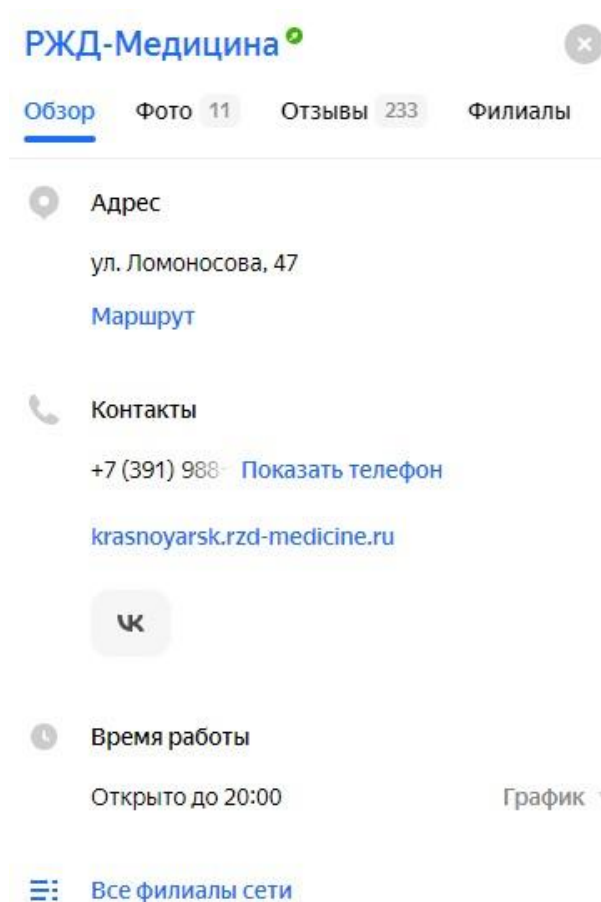 РЖД-Медицина
Обзор Фото 11 Отзывы 233 Филиалы
Адрес
ул. Ломоносова, 47
Маршрут
Контакты
+7 (391) 988- Показать телефон
krasnoyarsk.rzd-medicine.ru
VK
Время работы
Открыто до 20:00 График
Все филиалы сети